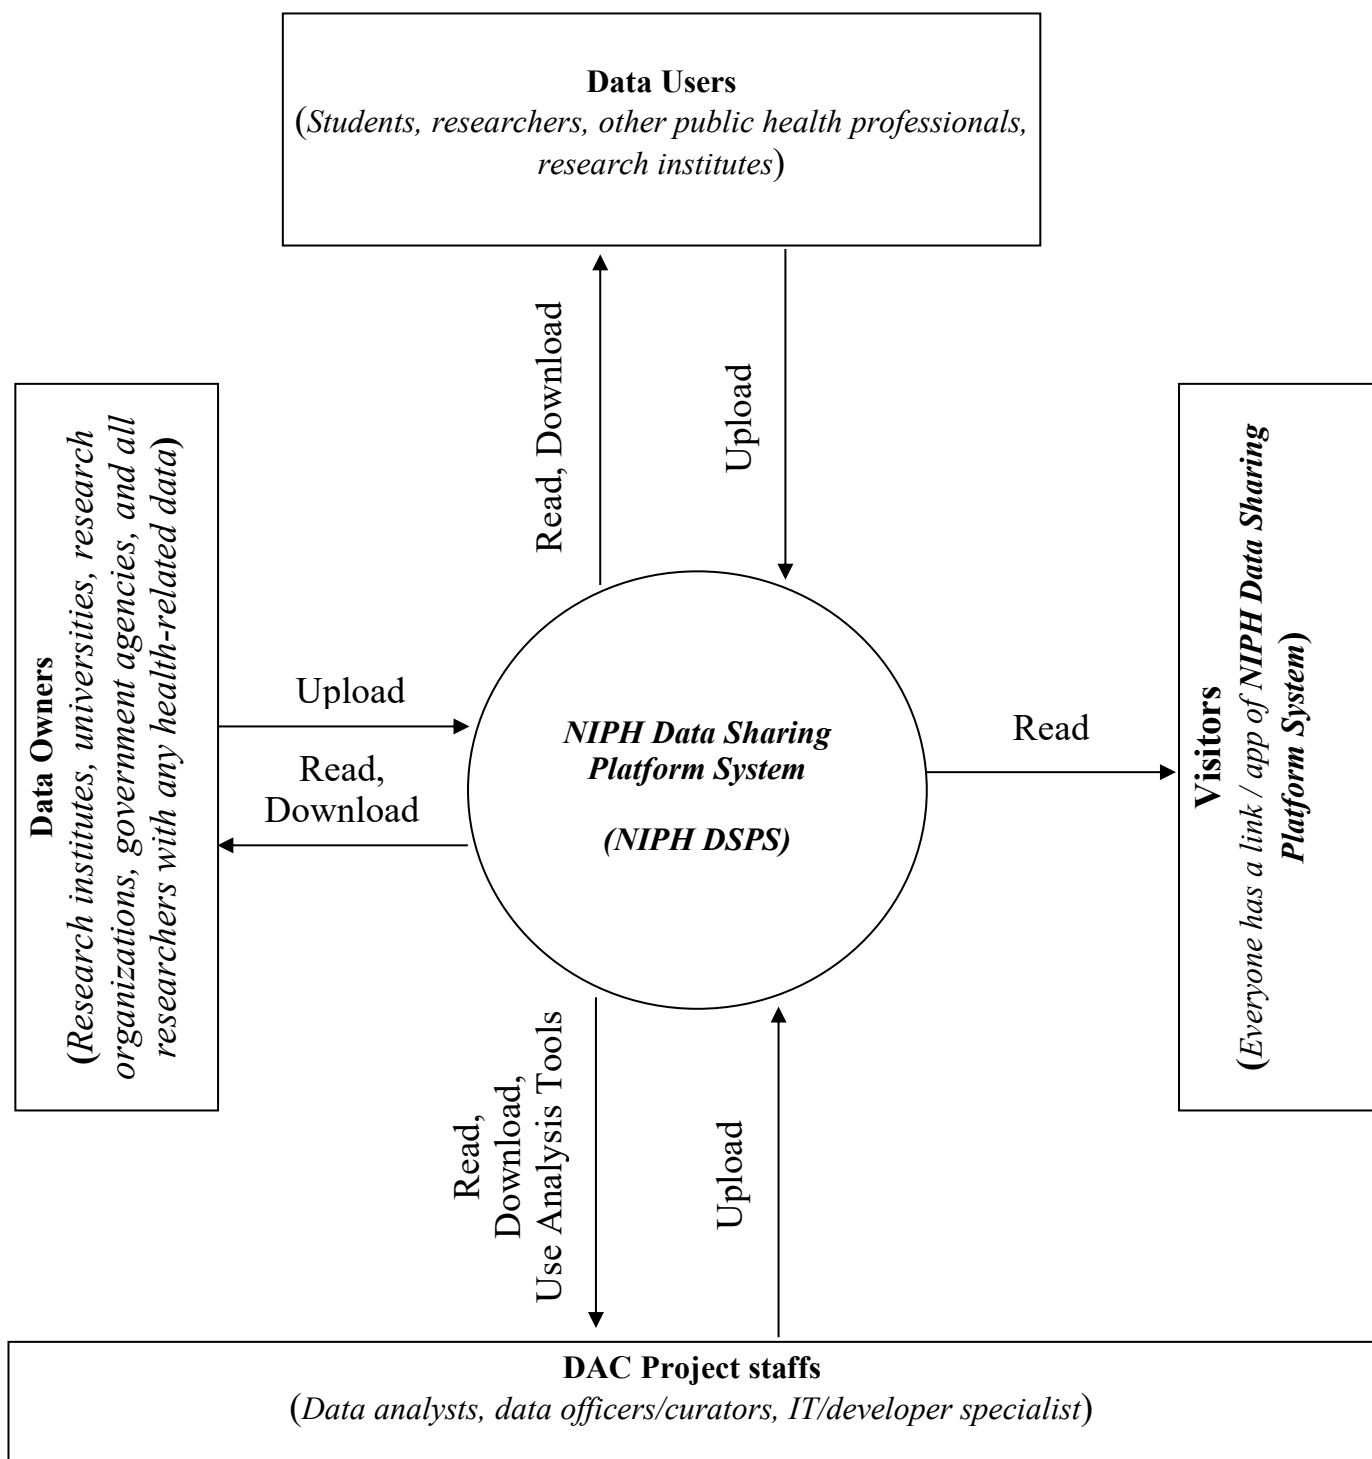 Data Users
(Students, researchers, other public health professionals,
research institutes)
Read, Download
Upload
Data Owners
(Research institutes, universities, research
organizations, government agencies, and all
researchers with any health-related data)
Upload
Read,
Download
NIPH Data Sharing
Platform System
(NIPH DSPS)
Read
Visitors
(Everyone has a link / app of NIPH Data Sharing
Platform System)
Read,
Download,
Use Analysis Tools
Upload
DAC Project staffs
(Data analysts, data officers/curators, IT/developer specialist)